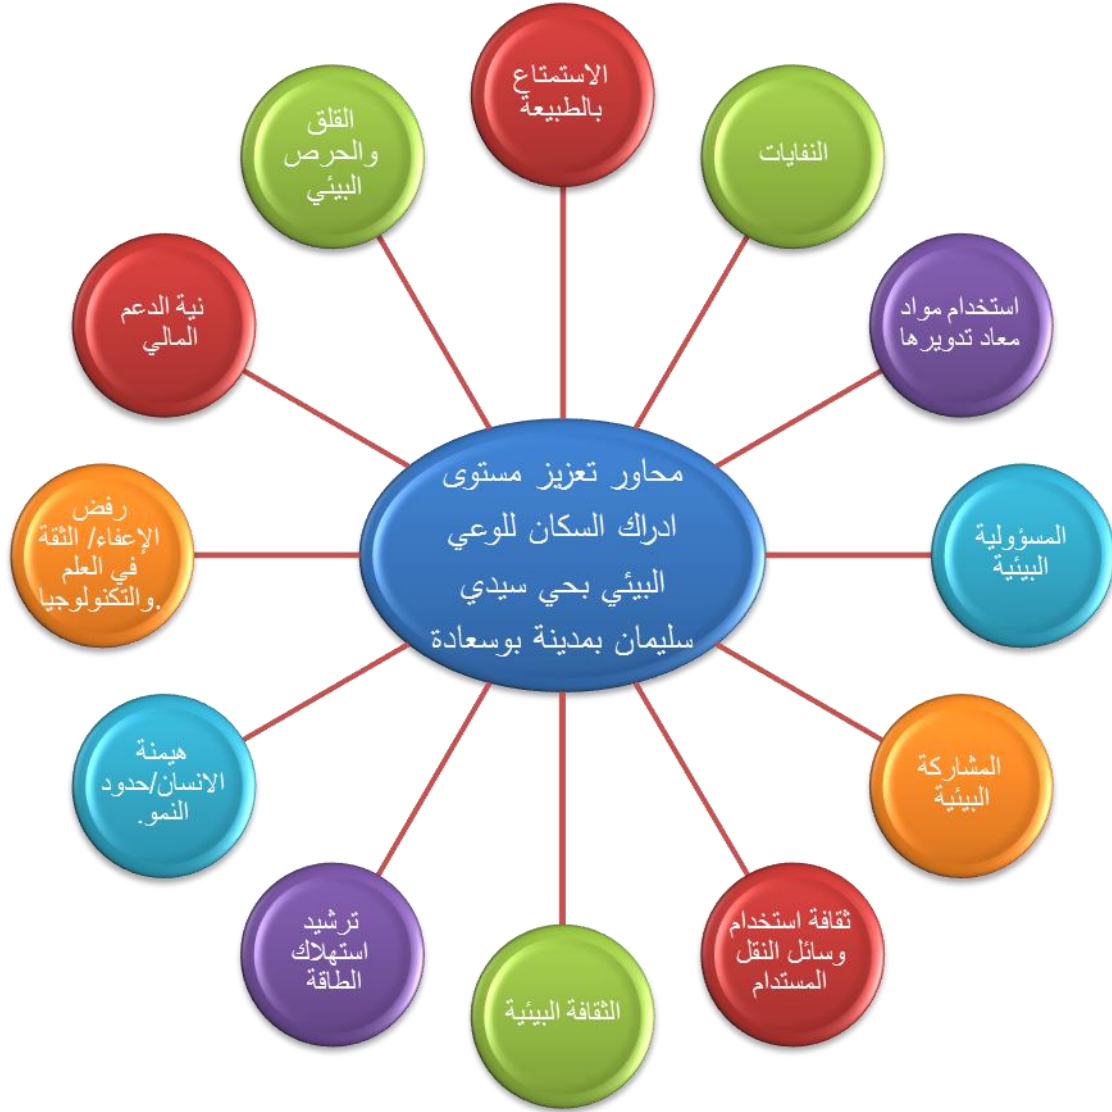 الاستمتاع
بالطبيعة
النفايات
استخدام مواد
معاد تدويرها
المسؤولية
البيئية
المشاركة
البيئية
ثقافة استخدام
وسائل النقل
المستدام
الثقافة البيئية
ترشيد
استهلاك
الطاقة
هيمنة
الانسان/حدود
النمو.
رفض
الإعفاء/ الثقة
في العلم
والتكنولوجيا.
نية الدعم
المالي
القلق
والحرص
البيئي
محاور تعزيز مستوى
ادراك السكان للوعي
البيئي بحي سيدي
سليمان بمدينة بوسعادة